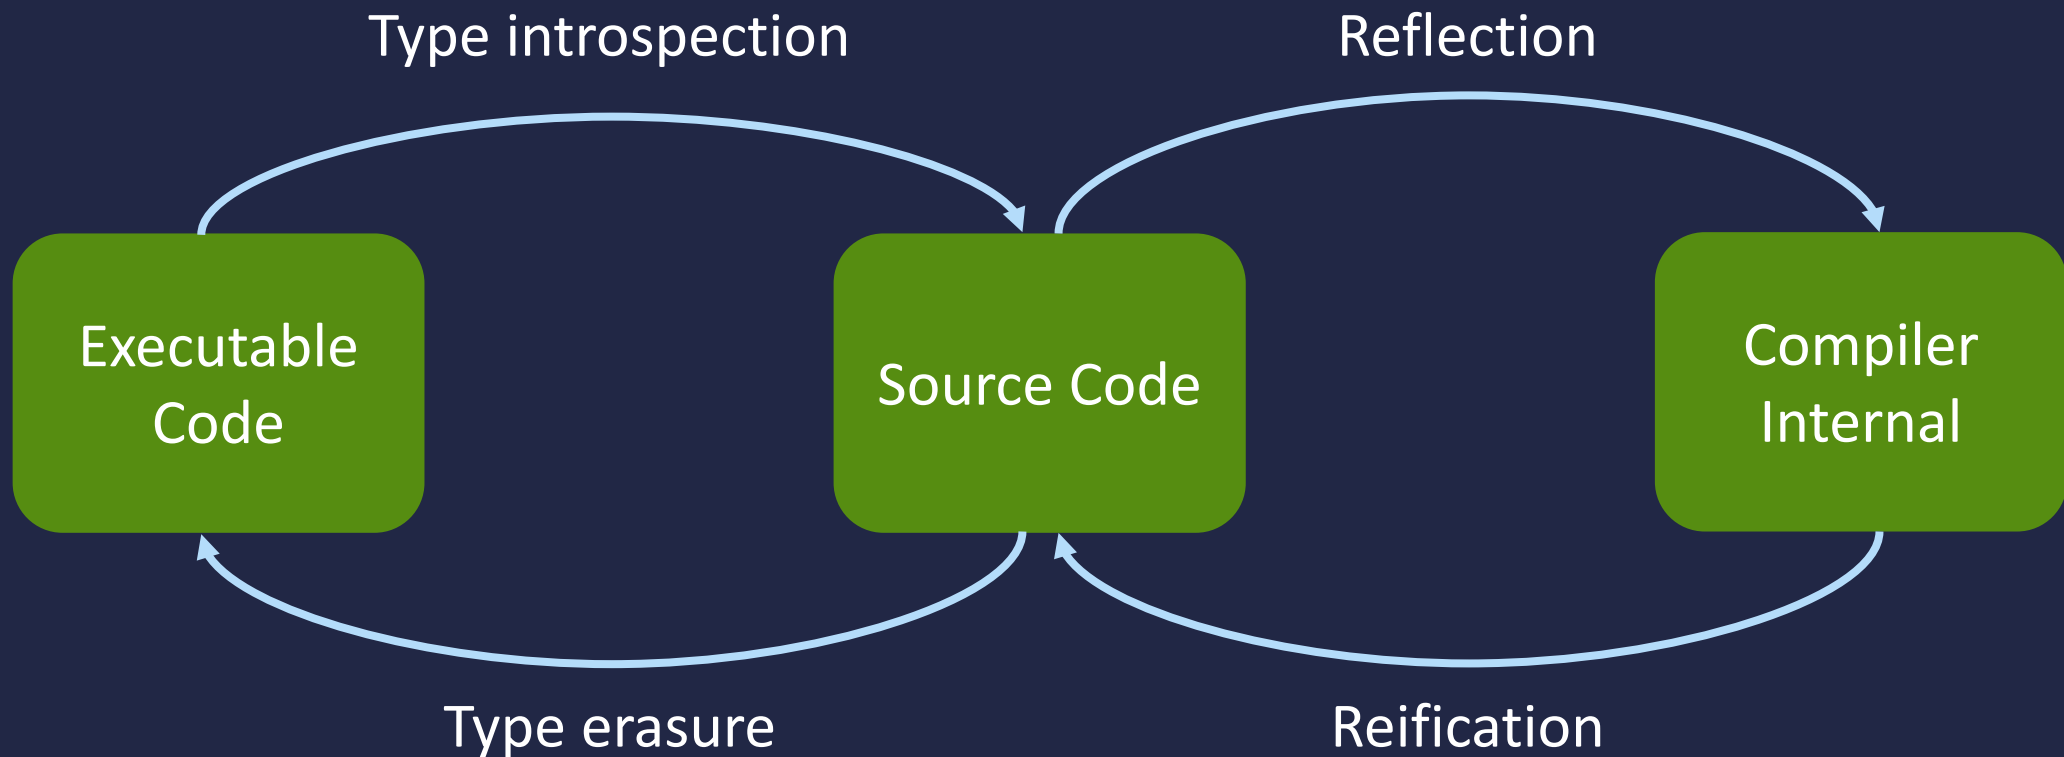 Type introspection
Reflection
Executable
Code
Source Code
Compiler
Internal
Type erasure
Reification